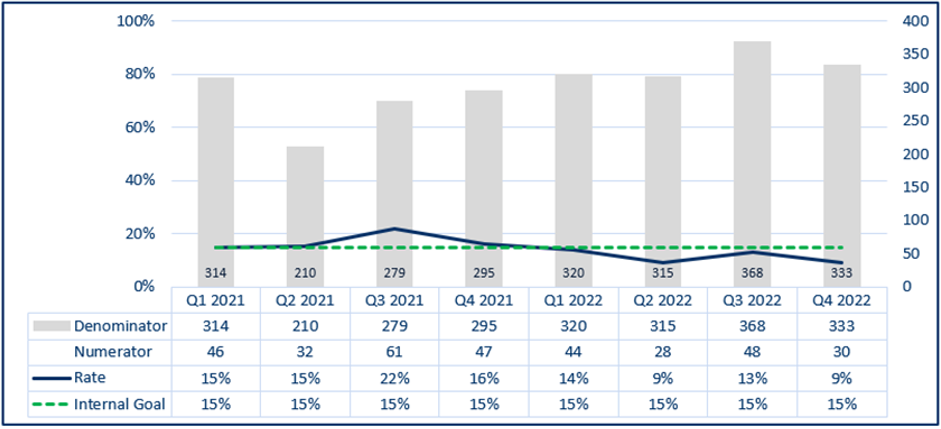 100% 400
350
80% 300
250
60% 200
40% 150
100
20% 50
314 210 279 295 320 315 368 333
0% 0
Q1 2021 Q2 2021 Q3 2021 Q4 2021 Q1 2022 Q2 2022 Q3 2022 Q4 2022
Denominator 314 210 279 295 320 315 368 333
Numerator 46 32 61 47 44 28 48 30
Rate 15% 15% 22% 16% 14% 9% 13% 9%
Internal Goal 15% 15% 15% 15% 15% 15% 15% 15%